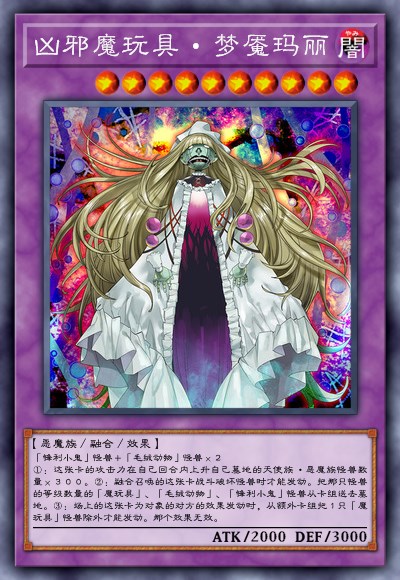 凶邪魔玩具·梦魇玛丽
闇
やみ
【恶魔族／融合／效果】
「锋利小鬼」怪兽＋「毛绒动物」怪兽×2
①：这张卡的攻击力在自己回合内上升自己墓地的天使族·恶魔族怪兽数
量×300。②：融合召唤的这张卡战斗破坏怪兽时才能发动。把那只怪兽
的等级数量的「魔玩具」、「毛绒动物」、「锋利小鬼」怪兽从卡组送去墓
地。③：场上的这张卡为对象的对方的效果发动时，从额外卡组把1只「魔
玩具」怪兽除外才能发动。那个效果无效。
ATK/2000 DEF/3000